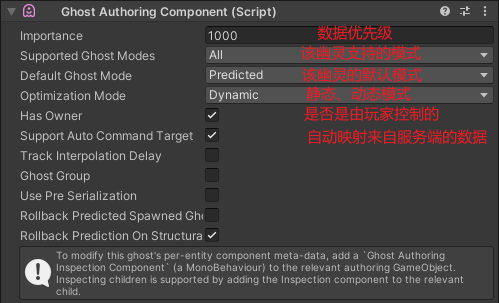 Ghost Authoring Component (Script)
Importance 1000 数据优先级
Supported Ghost Modes All 该幽灵支持的模式
Default Ghost Mode Predicted 该幽灵的默认模式
Optimization Mode Dynamic 静态、动态模式
Has Owner 是否是由玩家控制的
Support Auto Command Target 自动映射来自服务端的数据
Track Interpolation Delay
Ghost Group
Use Pre Serialization
Rollback Predicted Spawned Gho
Rollback Prediction On Structura
To modify this ghost's per-entity component meta-data, add a `Ghost Authoring
Inspection Component` (a MonoBehaviour) to the relevant authoring GameObject.
Inspecting children is supported by adding the Inspection component to the relevant
child.